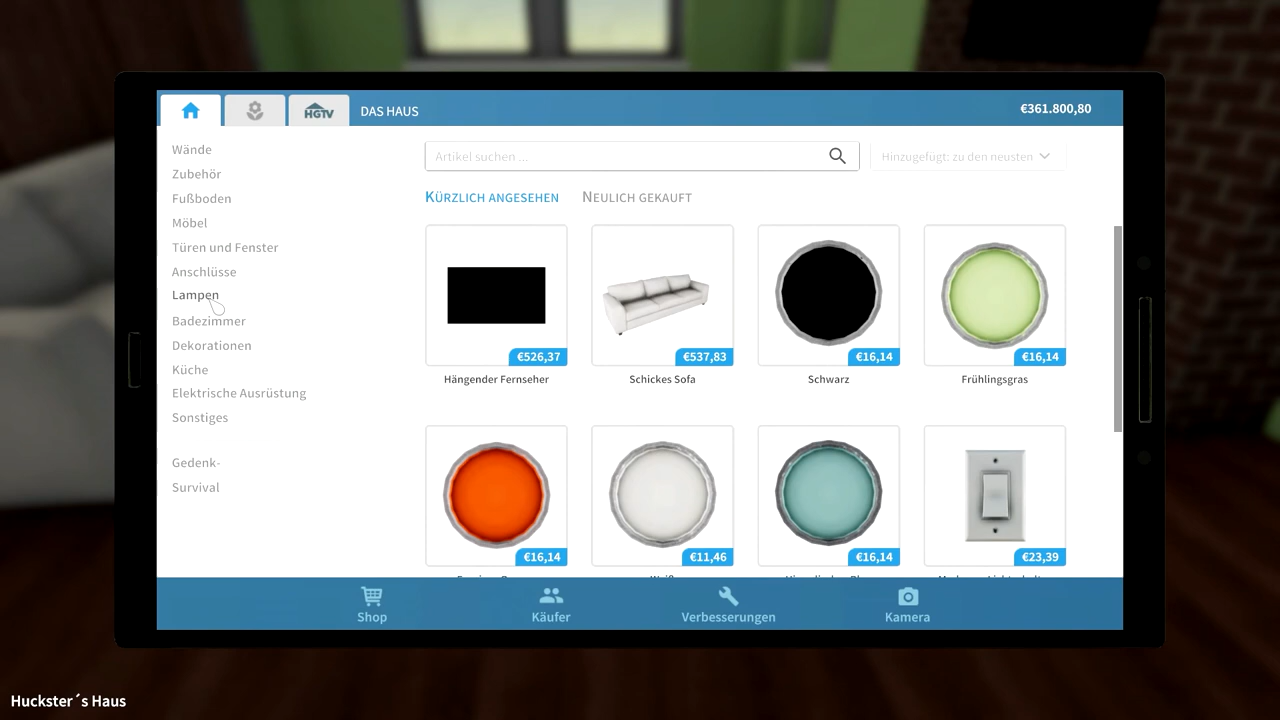 HGTV
DAS HAUS
€361.800,80
Wände
Zubehör
Fußboden
Möbel
Türen und Fenster
Anschlüsse
Lampen
Badezimmer
Dekorationen
Küche
Elektrische Ausrüstung
Sonstiges
Gedenk-
Survival
Artikel suchen ...
Hinzugefügt: zu den neusten
KÜRZLICH ANGESEHEN
NEULICH GEKAUFT
€526,37
€537,83
€16,14
€16,14
Hängender Fernseher
Schickes Sofa
Schwarz
Frühlingsgras
€16,14
€11,46
€16,14
€23,39
Shop
Käufer
Verbesserungen
Kamera
Huckster´s Haus